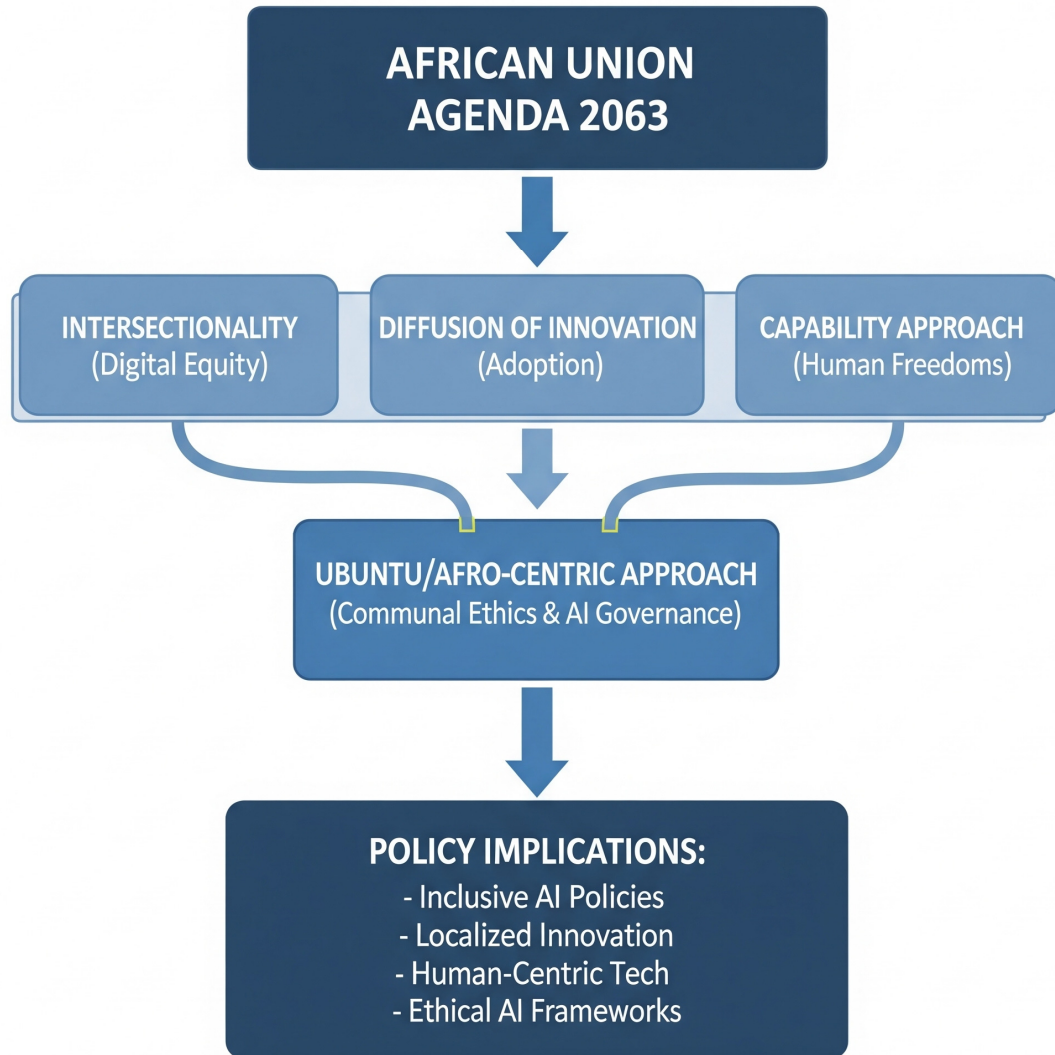 AFRICAN UNION
AGENDA 2063
INTERSECTIONALITY
(Digital Equity)
DIFFUSION OF INNOVATION
(Adoption)
CAPABILITY APPROACH
(Human Freedoms)
UBUNTU/AFRO-CENTRIC APPROACH
(Communal Ethics & AI Governance)
POLICY IMPLICATIONS:
- Inclusive AI Policies
- Localized Innovation
- Human-Centric Tech
- Ethical AI Frameworks